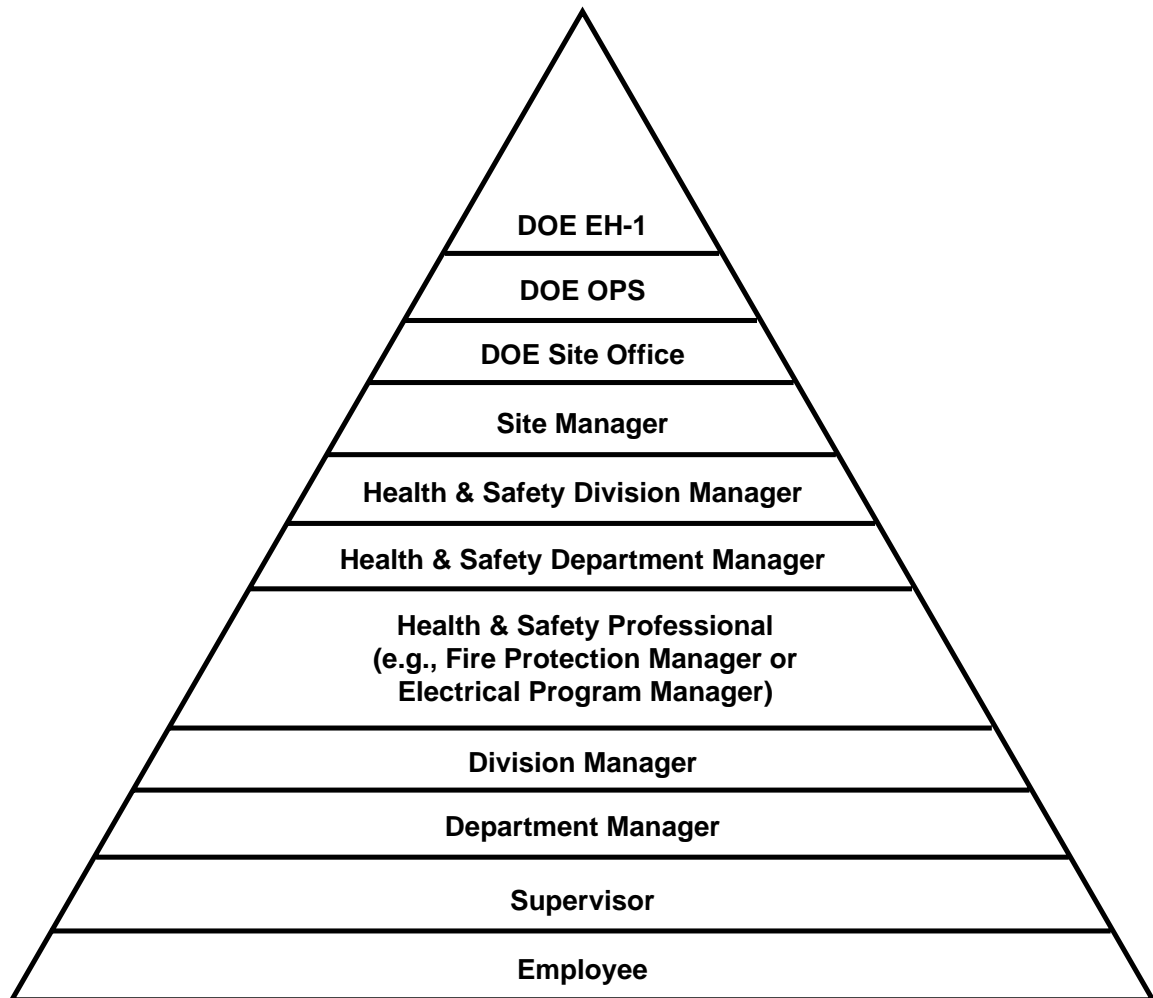 DOE EH-1
DOE OPS
DOE Site Office
Site Manager
Health & Safety Division Manager
Health & Safety Department Manager
Health & Safety Professional
(e.g., Fire Protection Manager or
Electrical Program Manager)
Division Manager
Department Manager
Supervisor
Employee